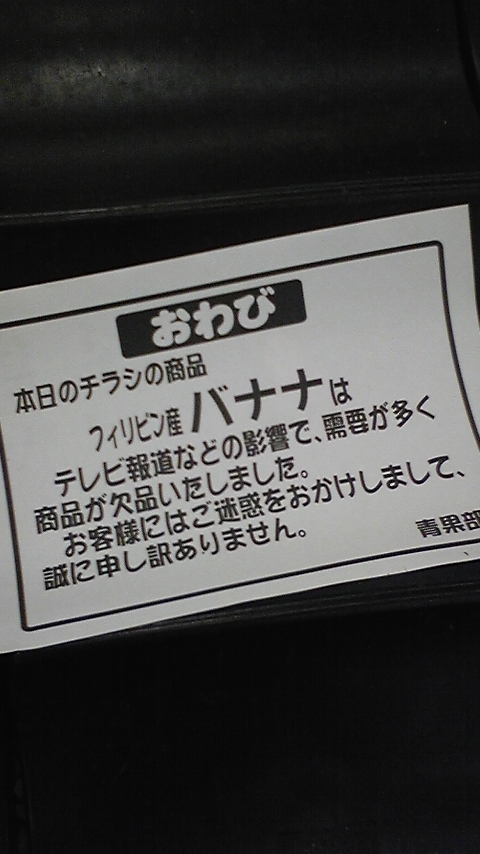 おわび
本日のチラシの商品
フィリピン産 バナナは
テレビ報道などの影響で、需要が多く
商品が欠品いたしました。
お客様にはご迷惑をおかけしまして、
誠に申し訳ありません。
青果部